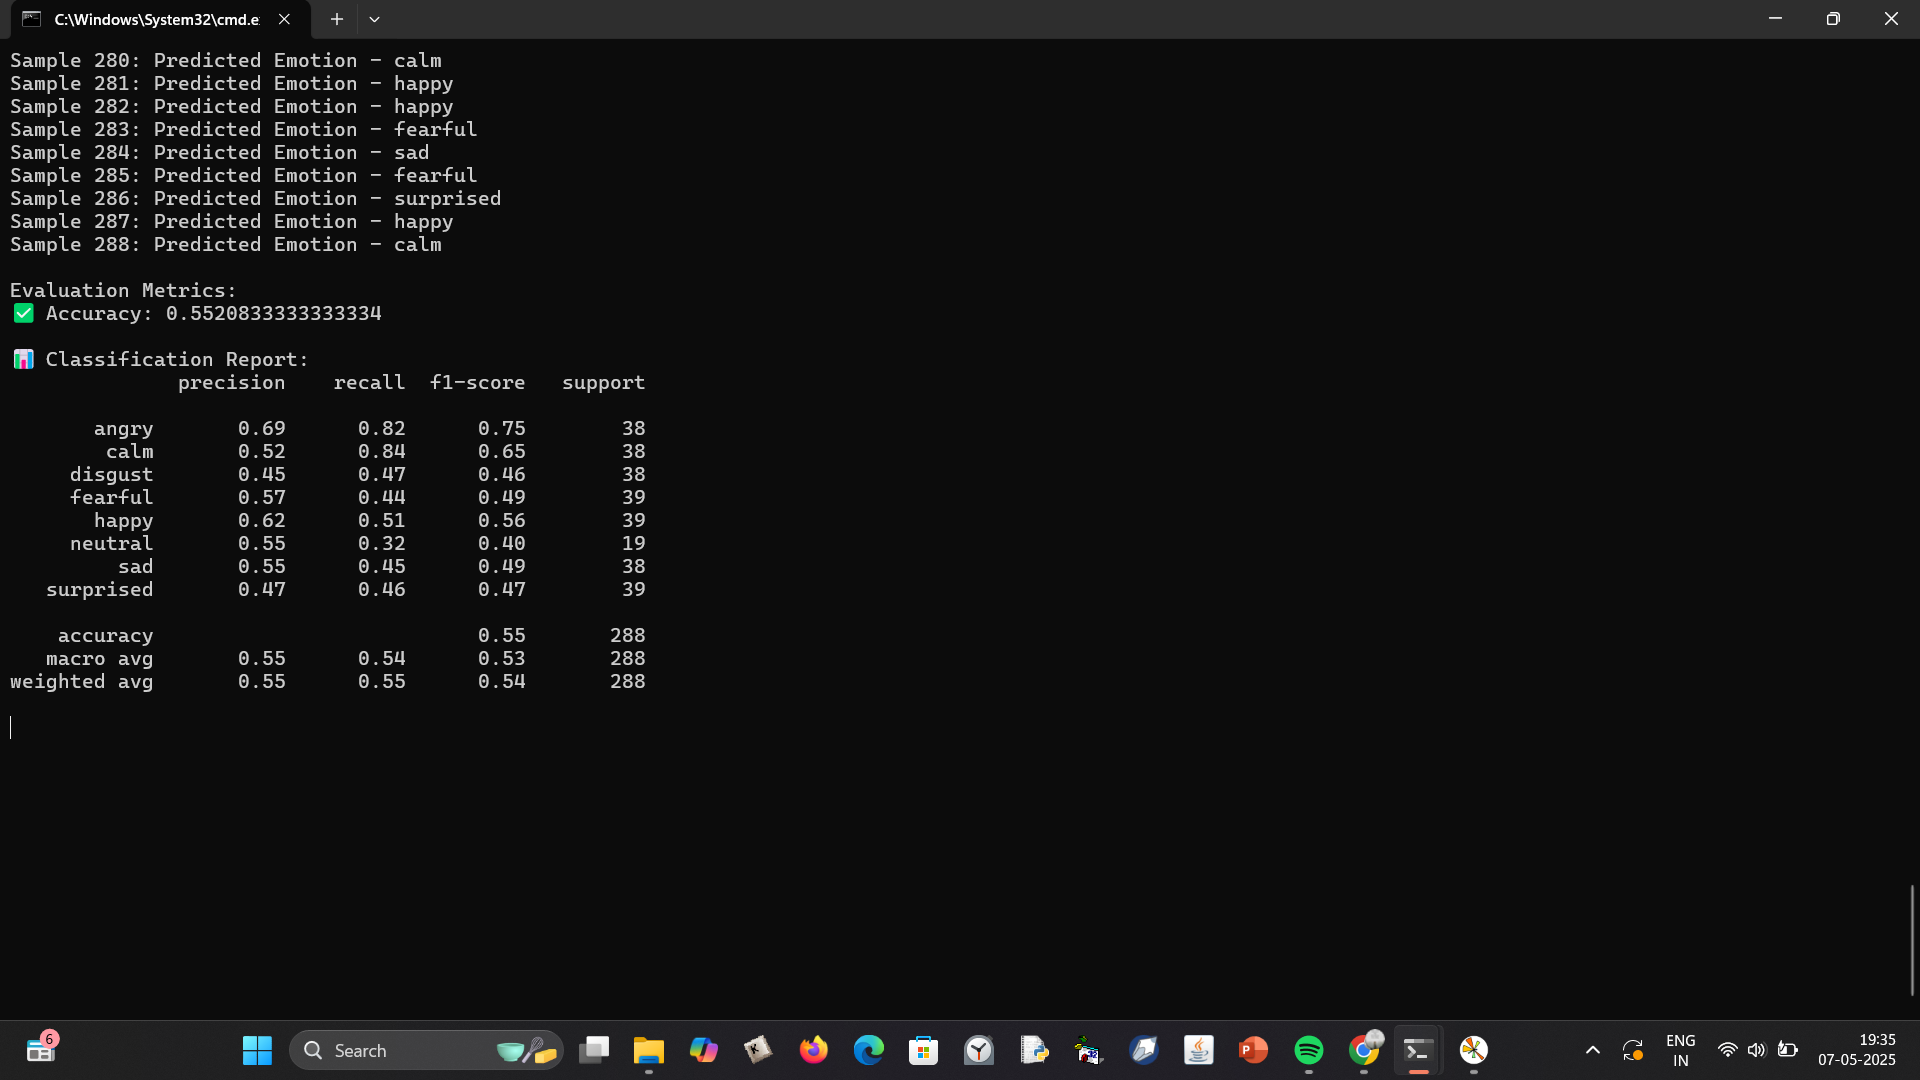 C:\Windows\System32\cmd.e
Sample 280: Predicted Emotion - calm
Sample 281: Predicted Emotion - happy
Sample 282: Predicted Emotion - happy
Sample 283: Predicted Emotion - fearful
Sample 284: Predicted Emotion - sad
Sample 285: Predicted Emotion - fearful
Sample 286: Predicted Emotion - surprised
Sample 287: Predicted Emotion - happy
Sample 288: Predicted Emotion - calm
Evaluation Metrics:
✅ Accuracy: 0.5520833333333334
📊 Classification Report:
precision recall f1-score support
angry 0.69 0.82 0.75 38
calm 0.52 0.84 0.65 38
disgust 0.45 0.47 0.46 38
fearful 0.57 0.44 0.49 39
happy 0.62 0.51 0.56 39
neutral 0.55 0.32 0.40 19
sad 0.55 0.45 0.49 38
surprised 0.47 0.46 0.47 39
accuracy 0.55 288
macro avg 0.55 0.54 0.53 288
weighted avg 0.55 0.55 0.54 288
6
Search
ENG
IN
19:35
07-05-2025